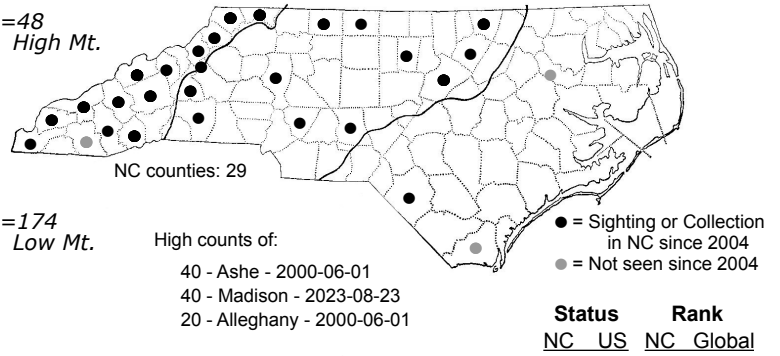 =48
High Mt.
NC counties: 29
=174
Low Mt.
High counts of:
40 - Ashe - 2000-06-01
40 - Madison - 2023-08-23
20 - Alleghany - 2000-06-01
= Sighting or Collection
in NC since 2004
= Not seen since 2004
Status Rank
NC US NC Global